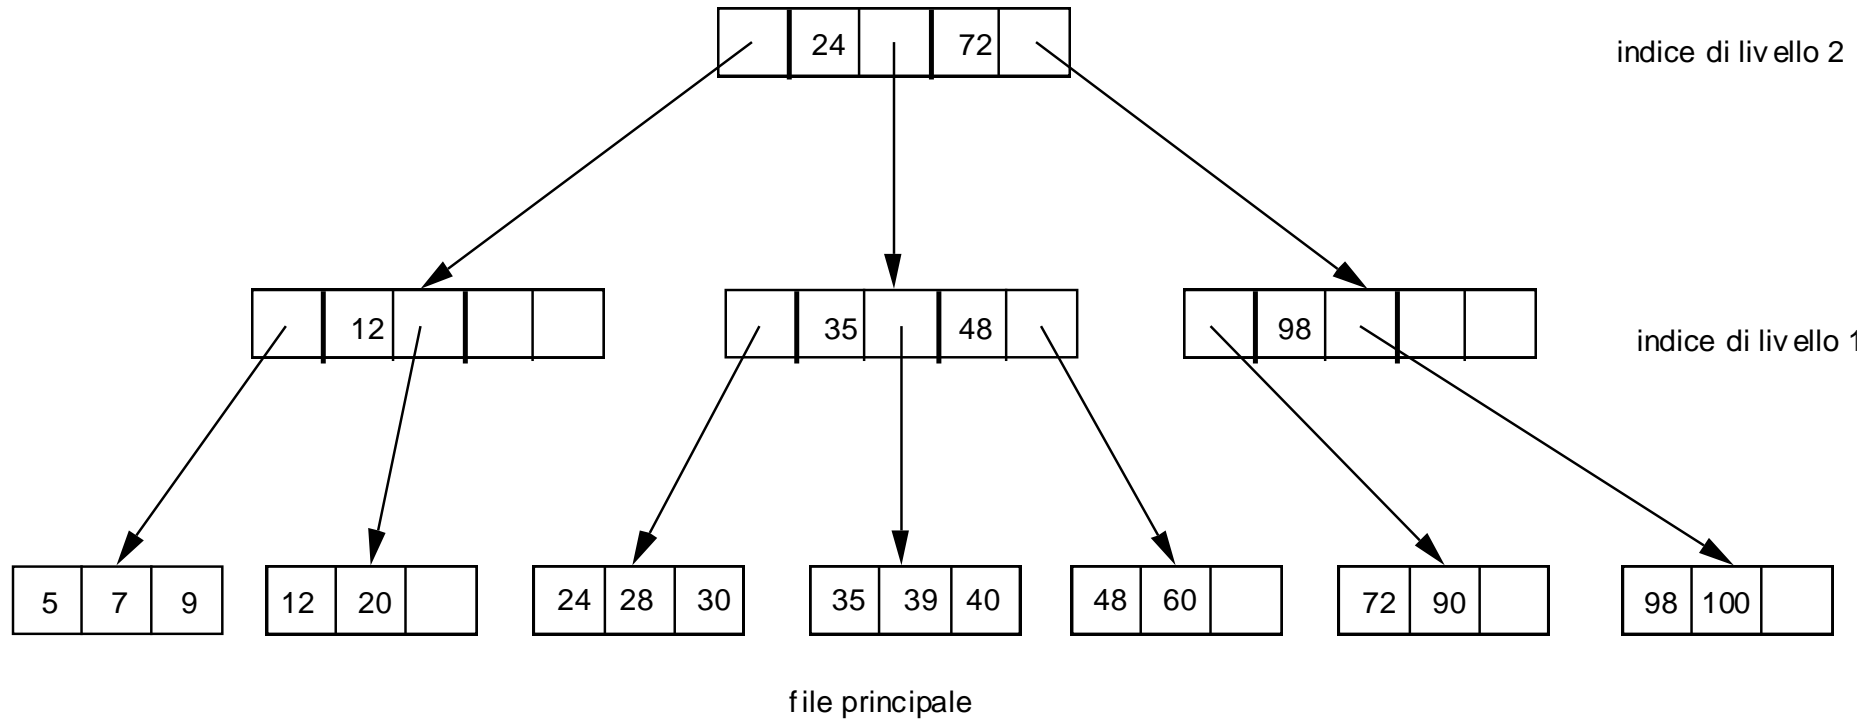 24 72 indice di livello 2
12 35 48 98 indice di livello 1
5 7 9 12 20 24 28 30 35 39 40 48 60 72 90 98 100
file principale